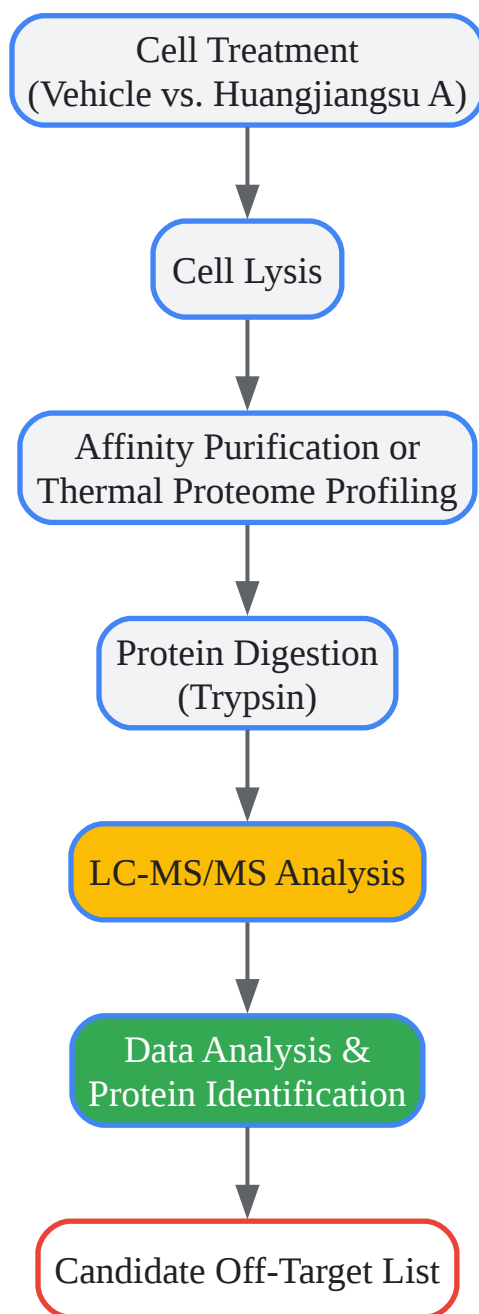 Cell Treatment
(Vehicle vs. Huangjiangsu A)
Cell Lysis
Affinity Purification or
Thermal Proteome Profiling
Protein Digestion
(Trypsin)
LC-MS/MS Analysis
Data Analysis &
Protein Identification
Candidate Off-Target List